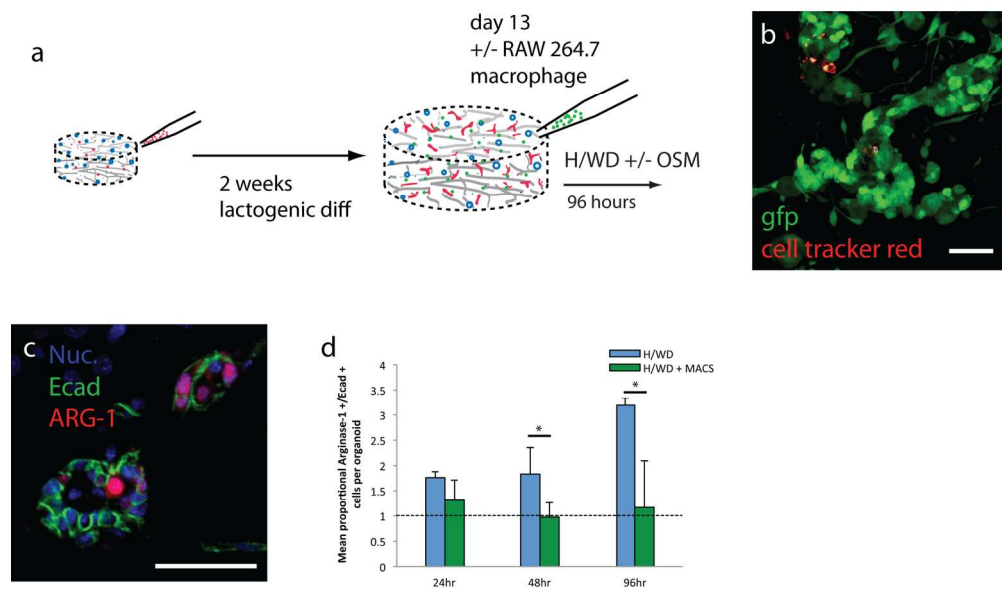 a
day 13
+/- RAW 264.7
macrophage
2 weeks
lactogenic diff
H/WD +/- OSM
96 hours
b
gfp
cell tracker red
c
Nuc.
Ecad
ARG-1
d
H/WD
H/WD + MACS
Mean proportional Arginase-1 +/Ecad +
cells per organoid
4
3.5
3
2.5
2
1.5
1
0.5
0
*
*
24hr
48hr
96hr